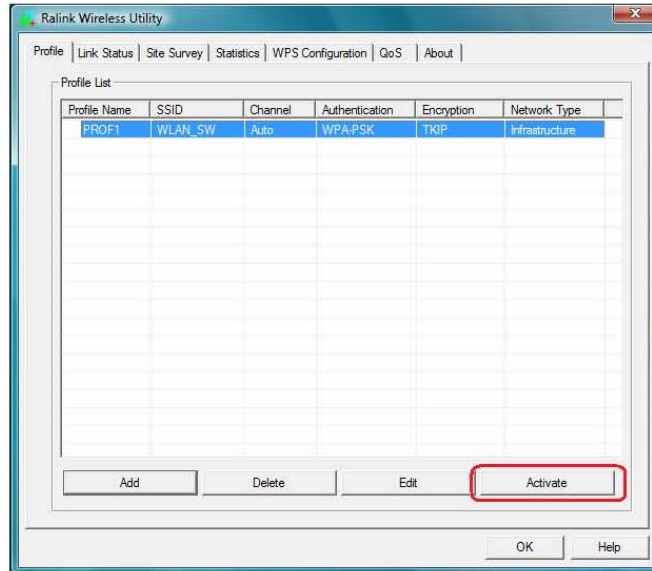 Ralink Wireless Utility
Profile Link Status Site Survey Statistics WPS Configuration QoS About
Profile List
Profile Name SSID Channel Authentication Encryption Network Type
PROF1 WLAN_SW Auto WPA-PSK TKIP Infrastructure
Add Delete Edit Activate
OK Help